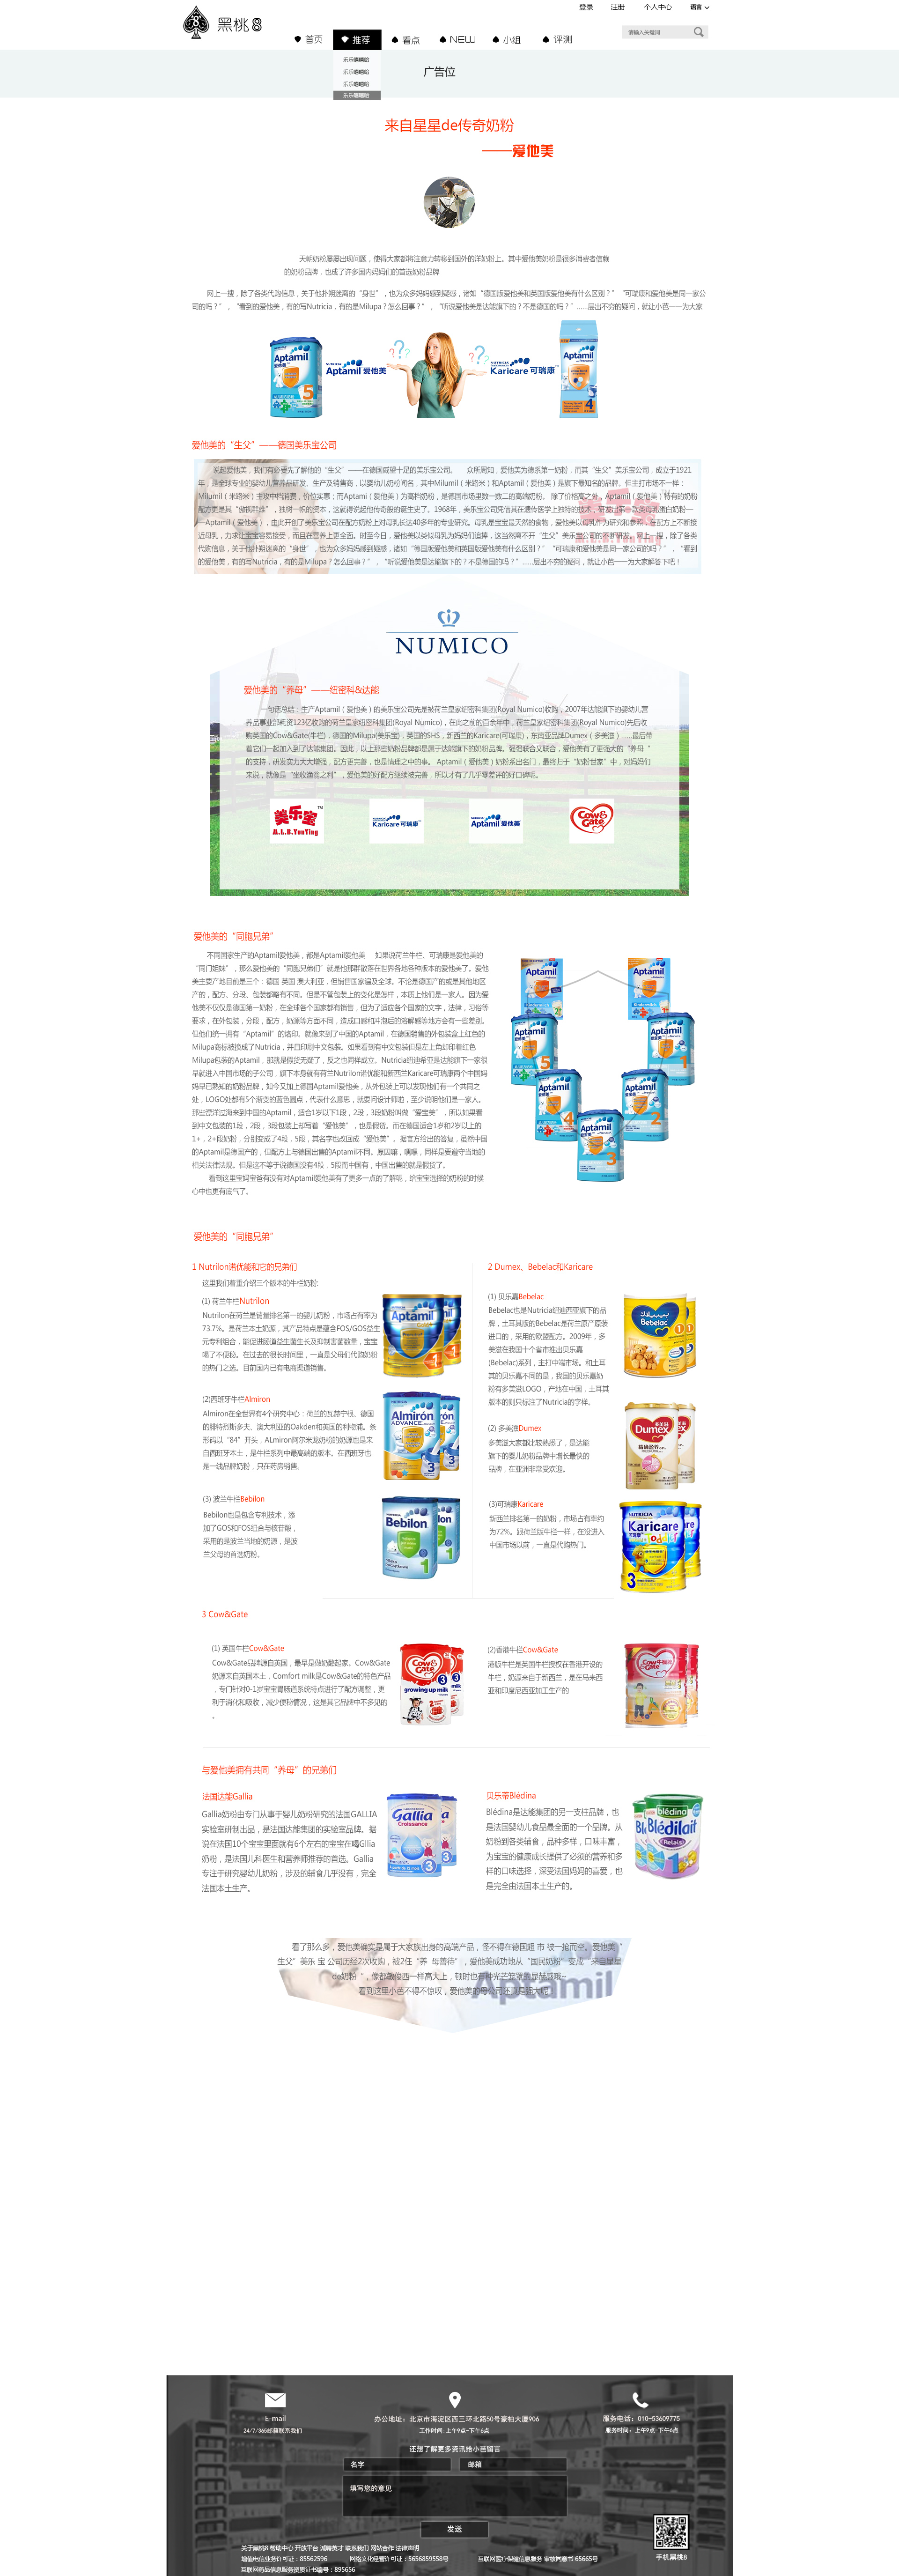 登录 注册 个人中心 语言
8 黑桃8
首页 推荐 看点 NEW 小组 评测
请输入关键词
乐乐嘻嘻哈
乐乐嘻嘻哈
乐乐嘻嘻哈
乐乐嘻嘻哈
广告位
来自星星de传奇奶粉
——爱他美
天朝奶粉屡屡出现问题，使得大家都将注意力转移到国外的洋奶粉上。其中爱他美奶粉是很多消费者信赖
的奶粉品牌，也成了许多国内妈妈们的首选奶粉品牌
网上一搜，除了各类代购信息，关于他扑朔迷离的“身世”，也为众多妈妈感到疑惑，诸如“德国版爱他美和英国版爱他美有什么区别？”“可瑞康和爱他美是同一家公
司的吗？”，“看到的爱他美，有的写Nutricia，有的是Milupa？怎么回事？”，“听说爱他美是达能旗下的？不是德国的吗？”……层出不穷的疑问，就让小芭一一为大家
Aptamil 爱他美 5
NUTRICIA Aptamil 爱他美
NUTRICIA Karicare 可瑞康
Aptamil 4
爱他美的“生父”——德国美乐宝公司
说起爱他美，我们有必要先了解他的“生父”——在德国威望十足的美乐宝公司。 众所周知，爱他美为德系第一奶粉，而其“生父”美乐宝公司，成立于1921
年，是全球专业的婴幼儿营养品研发、生产及销售商，以婴幼儿奶粉闻名，其中Milumil（米路米）和Aptamil（爱他美）是旗下最知名的品牌。但主打市场不一样：
Milumil（米路米）主攻中档消费，价位实惠；而Aptami（爱他美）为高档奶粉，是德国市场里数一数二的高端奶粉。 除了价格高之外，Aptamil（爱他美）特有的奶粉
配方更是其“傲视群雄”，独树一帜的资本，这就得说起他传奇般的诞生史了。1968年，美乐宝公司凭借其在遗传医学上独特的技术，研发出第一款类母乳蛋白奶粉—
—Aptamil（爱他美），由此开创了美乐宝公司在配方奶粉上对母乳长达40多年的专业研究。母乳是宝宝最天然的食物，爱他美以母乳作为研究和参照，在配方上不断接
近母乳，力求让宝宝容易接受，而且在营养上更全面。时至今日，爱他美以类似母乳为妈妈们追捧，这当然离不开“生父”美乐宝公司的不断研发。网上一搜，除了各类
代购信息，关于他扑朔迷离的“身世”，也为众多妈妈感到疑惑，诸如“德国版爱他美和英国版爱他美有什么区别？”“可瑞康和爱他美是同一家公司的吗？”，“看到
的爱他美，有的写Nutricia，有的是Milupa？怎么回事？”，“听说爱他美是达能旗下的？不是德国的吗？”……层出不穷的疑问，就让小芭一一为大家解答下吧！
NUMICO
爱他美的“养母”——纽密科&达能
一句话总结：生产Aptamil（爱他美）的美乐宝公司先是被荷兰皇家纽密科集团(Royal Numico)收购，2007年达能旗下的婴幼儿营
养品事业部耗资123亿收购的荷兰皇家纽密科集团(Royal Numico)，在此之前的百余年中，荷兰皇家纽密科集团(Royal Numico)先后收
购英国的Cow&Gate(牛栏)，德国的Milupa(美乐宝)，英国的SHS，新西兰的Karicare(可瑞康)，东南亚品牌Dumex（多美滋）……最后带
着它们一起加入到了达能集团。因此，以上那些奶粉品牌都是属于达能旗下的奶粉品牌。强强联合又联合，爱他美有了更强大的“养母”
的支持，研发实力大大增强，配方更完善，也是情理之中的事。 Aptamil（爱他美）奶粉系出名门，最终归于“奶粉世家”中，对妈妈们
来说，就像是“坐收渔翁之利”，爱他美的好配方继续被完善，所以才有了几乎零差评的好口碑呢。
美乐宝 TM M.L.B.YouYing
NUTRICIA Karicare 可瑞康
NUTRICIA Aptamil 爱他美
Cow&Gate
爱他美的“同胞兄弟”
不同国家生产的Aptamil爱他美，都是Aptamil爱他美 如果说荷兰牛栏、可瑞康是爱他美的
“同门姐妹”，那么爱他美的“同胞兄弟们”就是他那群散落在世界各地各种版本的爱他美了。爱他
美主要产地目前是三个：德国 英国 澳大利亚，但销售国家遍及全球。不论是德国产的或是其他地区
产的，配方、分段、包装都略有不同。但是不管包装上的变化是怎样，本质上他们是一家人。因为爱
他美不仅仅是德国第一奶粉，在全球各个国家都有销售，但为了适应各个国家的文字，法律，习俗等
要求，在外包装，分段，配方，奶源等方面不同，造成口感和冲泡后的溶解感等地方会有一些差别。
但他们统一拥有“Aptamil”的烙印。就像来到了中国的Aptamil，在德国销售的外包装盒上红色的
Milupa商标被换成了Nutricia，并且印刷中文包装。如果看到有中文包装但是左上角却印着红色
Milupa包装的Aptamil，那就是假货无疑了，反之也同样成立。Nutricia纽迪希亚是达能旗下一家很
早就进入中国市场的子公司，旗下本身就有荷兰Nutrilon诺优能和新西兰Karicare可瑞康两个中国妈
妈早已熟知的奶粉品牌，如今又加上德国Aptamil爱他美，从外包装上可以发现他们有一个共同之
处，LOGO处都有5个渐变的蓝色圆点，代表什么意思，就要问设计师啦，至少说明他们是一家人。
那些漂洋过海来到中国的Aptamil，适合1岁以下1段，2段，3段奶粉叫做“爱宝美”，所以如果看
到中文包装的1段，2段，3段包装上却写着“爱他美”，也是假货。而在德国适合1岁和2岁以上的
1+，2+段奶粉，分别变成了4段，5段，其名字也改回成“爱他美”。据官方给出的答复，虽然中国
的Aptamil是德国产的，但配方上与德国出售的Aptamil不同。原因嘛，嘿嘿，同样是要遵守当地的
相关法律法规。但是这不等于说德国没有4段，5段而中国有，中国出售的就是假货了。
看到这里宝妈宝爸有没有对Aptamil爱他美有了更多一点的了解呢，给宝宝选择的奶粉的时候
心中也更有底气了。
爱他美的“同胞兄弟”
1 Nutrilon诺优能和它的兄弟们
这里我们着重介绍三个版本的牛栏奶粉:
(1) 荷兰牛栏Nutrilon
Nutrilon在荷兰是销量排名第一的婴儿奶粉，市场占有率为
73.7%。是荷兰本土奶源，其产品特点是蕴含FOS/GOS益生
元专利组合，能促进肠道益生菌生长及抑制害菌数量，宝宝
喝了不便秘。在过去的很长时间里，一直是父母们代购奶粉
的热门之选。目前国内已有电商渠道销售。
(2)西班牙牛栏Almiron
Almiron在全世界有4个研究中心：荷兰的瓦赫宁根、德国
的腓特烈斯多夫、澳大利亚的Oakden和英国的利物浦。条
形码以“84”开头，ALmiron阿尔米龙奶粉的奶源也是来
自西班牙本土，是牛栏系列中最高端的版本。在西班牙也
是一线品牌奶粉，只在药房销售。
(3) 波兰牛栏Bebilon
Bebilon也是包含专利技术，添
加了GOS和FOS组合与核苷酸，
采用的是波兰当地的奶源，是波
兰父母的首选奶粉。
2 Dumex、Bebelac和Karicare
(1) 贝乐嘉Bebelac
Bebelac也是Nutricia纽迪西亚旗下的品
牌，土耳其版的Bebelac是荷兰原产原装
进口的，采用的欧盟配方。2009年，多
美滋在我国十个省市推出贝乐嘉
(Bebelac)系列，主打中端市场。和土耳
其的贝乐嘉不同的是，我国的贝乐嘉奶
粉有多美滋LOGO，产地在中国，土耳其
版本的则只标注了Nutricia的字样。
(2) 多美滋Dumex
多美滋大家都比较熟悉了，是达能
旗下的婴儿奶粉品牌中增长最快的
品牌，在亚洲非常受欢迎。
(3)可瑞康Karicare
新西兰排名第一的奶粉，市场占有率约
为72%。跟荷兰版牛栏一样，在没进入
中国市场以前，一直是代购热门。
3 Cow&Gate
(1) 英国牛栏Cow&Gate
Cow&Gate品牌源自英国，最早是做奶酪起家。Cow&Gate
奶源来自英国本土，Comfort milk是Cow&Gate的特色产品
，专门针对0-1岁宝宝胃肠道系统特点进行了配方调整，更
利于消化和吸收，减少便秘情况，这是其它品牌中不多见的
。
(2)香港牛栏Cow&Gate
港版牛栏是英国牛栏授权在香港开设的
牛栏，奶源来自于新西兰，是在马来西
亚和印度尼西亚加工生产的
与爱他美拥有共同“养母”的兄弟们
法国达能Gallia
Gallia奶粉由专门从事于婴儿奶粉研究的法国GALLIA
实验室研制出品，是法国达能集团的实验室品牌。据
说在法国10个宝宝里面就有6个左右的宝宝在喝Gllia
奶粉，是法国儿科医生和营养师推荐的首选。Gallia
专注于研究婴幼儿奶粉，涉及的辅食几乎没有，完全
法国本土生产。
贝乐蒂Blédina
Blédina是达能集团的另一支柱品牌，也
是法国婴幼儿食品最全面的一个品牌。从
奶粉到各类辅食，品种多样，口味丰富，
为宝宝的健康成长提供了必须的营养和多
样的口味选择，深受法国妈妈的喜爱，也
是完全由法国本土生产的。
看了那么多，爱他美确实是属于大家族出身的高端产品，怪不得在德国超 市 被一抢而空。爱他美“
生父”美乐 宝 公司历经2次收购，被2任“养 母善待”，爱他美成功地从“国民奶粉”变成“来自星星
de奶粉“，像都敏俊西一样高大上，顿时也有种光芒笼罩的显赫感哦~
看到这里小芭不得不惊叹，爱他美的母公司还真是强大啊！
Aptamil
E-mail
24/7/365邮箱联系我们
办公地址：北京市海淀区西三环北路50号豪柏大厦906
工作时间:上午9点-下午6点
服务电话：010-53609775
服务时间：上午9点-下午6点
还想了解更多资讯给小芭留言
名字 邮箱
填写您的意见
发送
关于黑桃8 帮助中心 开放平台 诚聘英才 联系我们 网站合作 法律声明
增值电信业务许可证：85562596 网络文化经营许可证：5656859558号 互联网医疗保健信息服务 审核同意书 65665号
互联网药品信息服务资质证书编号：895656
手机黑桃8